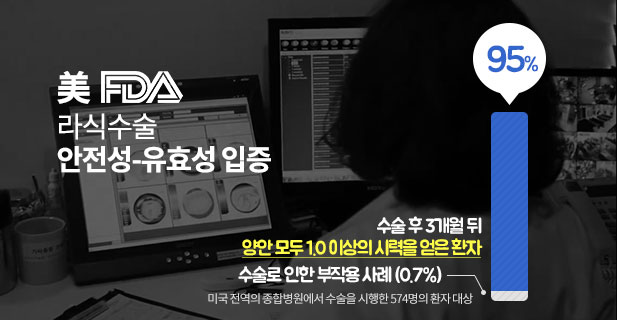 美 FDA
라식수술
안전성-유효성 입증
95%
수술 후 3개월 뒤
양안 모두 1.0 이상의 시력을 얻은 환자
수술로 인한 부작용 사례 (0.7%)
미국 전역의 종합병원에서 수술을 시행한 574명의 환자 대상